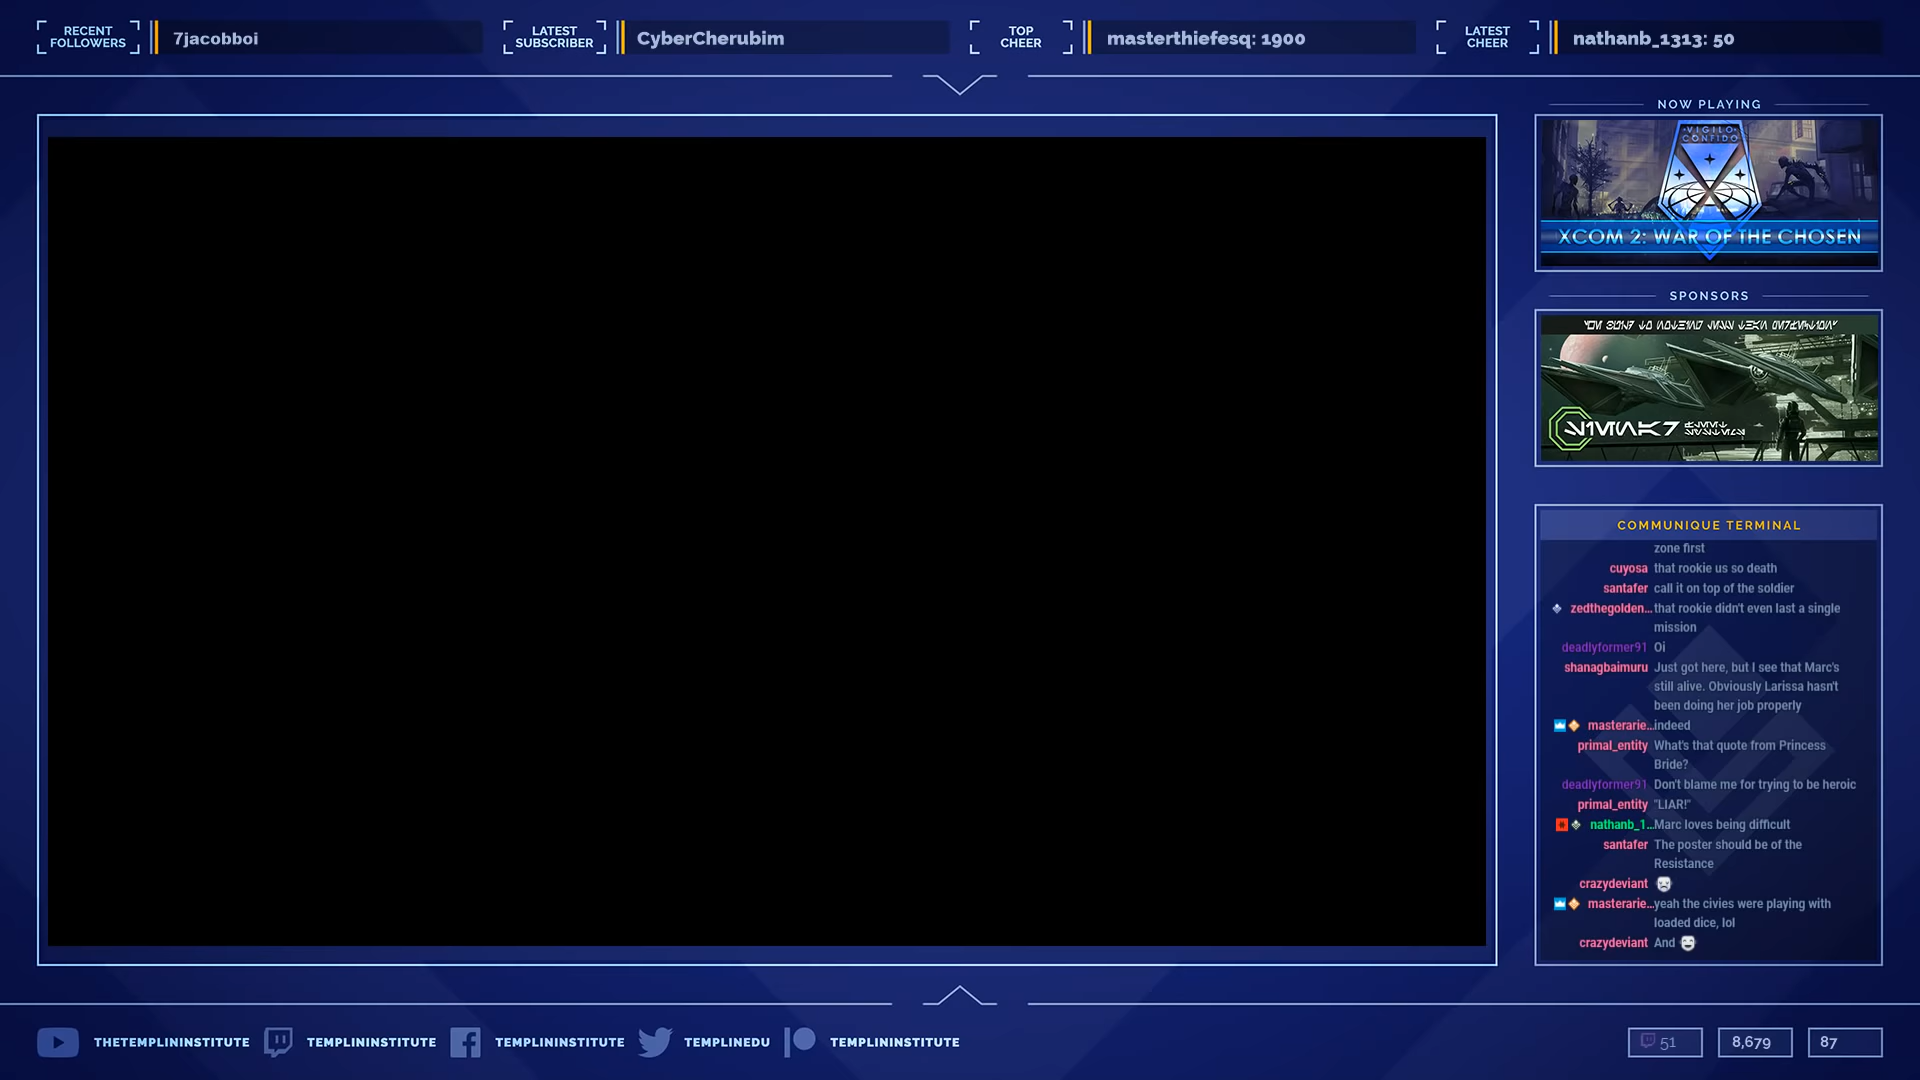 RECENT
FOLLOWERS
7jacobboi
LATEST
SUBSCRIBER
CyberCherubim
TOP
CHEER
masterthiefesq: 1900
LATEST
CHEER
nathanb_1313: 50
NOW PLAYING
VIGILO
CONFIDO
XCOM 2: WAR OF THE CHOSEN
SPONSORS
COMMUNIQUE TERMINAL
zone first
cuyosa that rookie us so death
santafer call it on top of the soldier
zedthegolden... that rookie didn't even last a single
mission
deadlyformer91 Oi
shanagbaimuru Just got here, but I see that Marc's
still alive. Obviously Larissa hasn't
been doing her job properly
masterarie... indeed
primal_entity What's that quote from Princess
Bride?
deadlyformer91 Don't blame me for trying to be heroic
primal_entity "LIAR!"
nathanb_1... Marc loves being difficult
santafer The poster should be of the
Resistance
crazydeviant
masterarie... yeah the civies were playing with
loaded dice, lol
crazydeviant And
THETEMPLININSTITUTE
TEMPLININSTITUTE
TEMPLININSTITUTE
TEMPLINEDU
TEMPLININSTITUTE
51
8,679
87